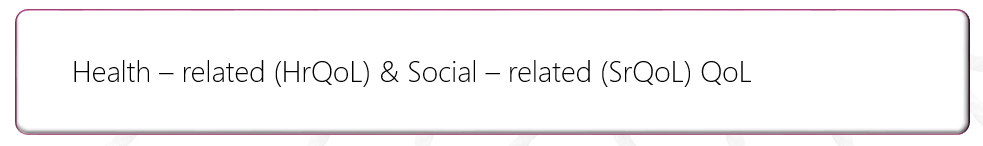 Health – related (HrQoL) & Social – related (SrQoL) QoL